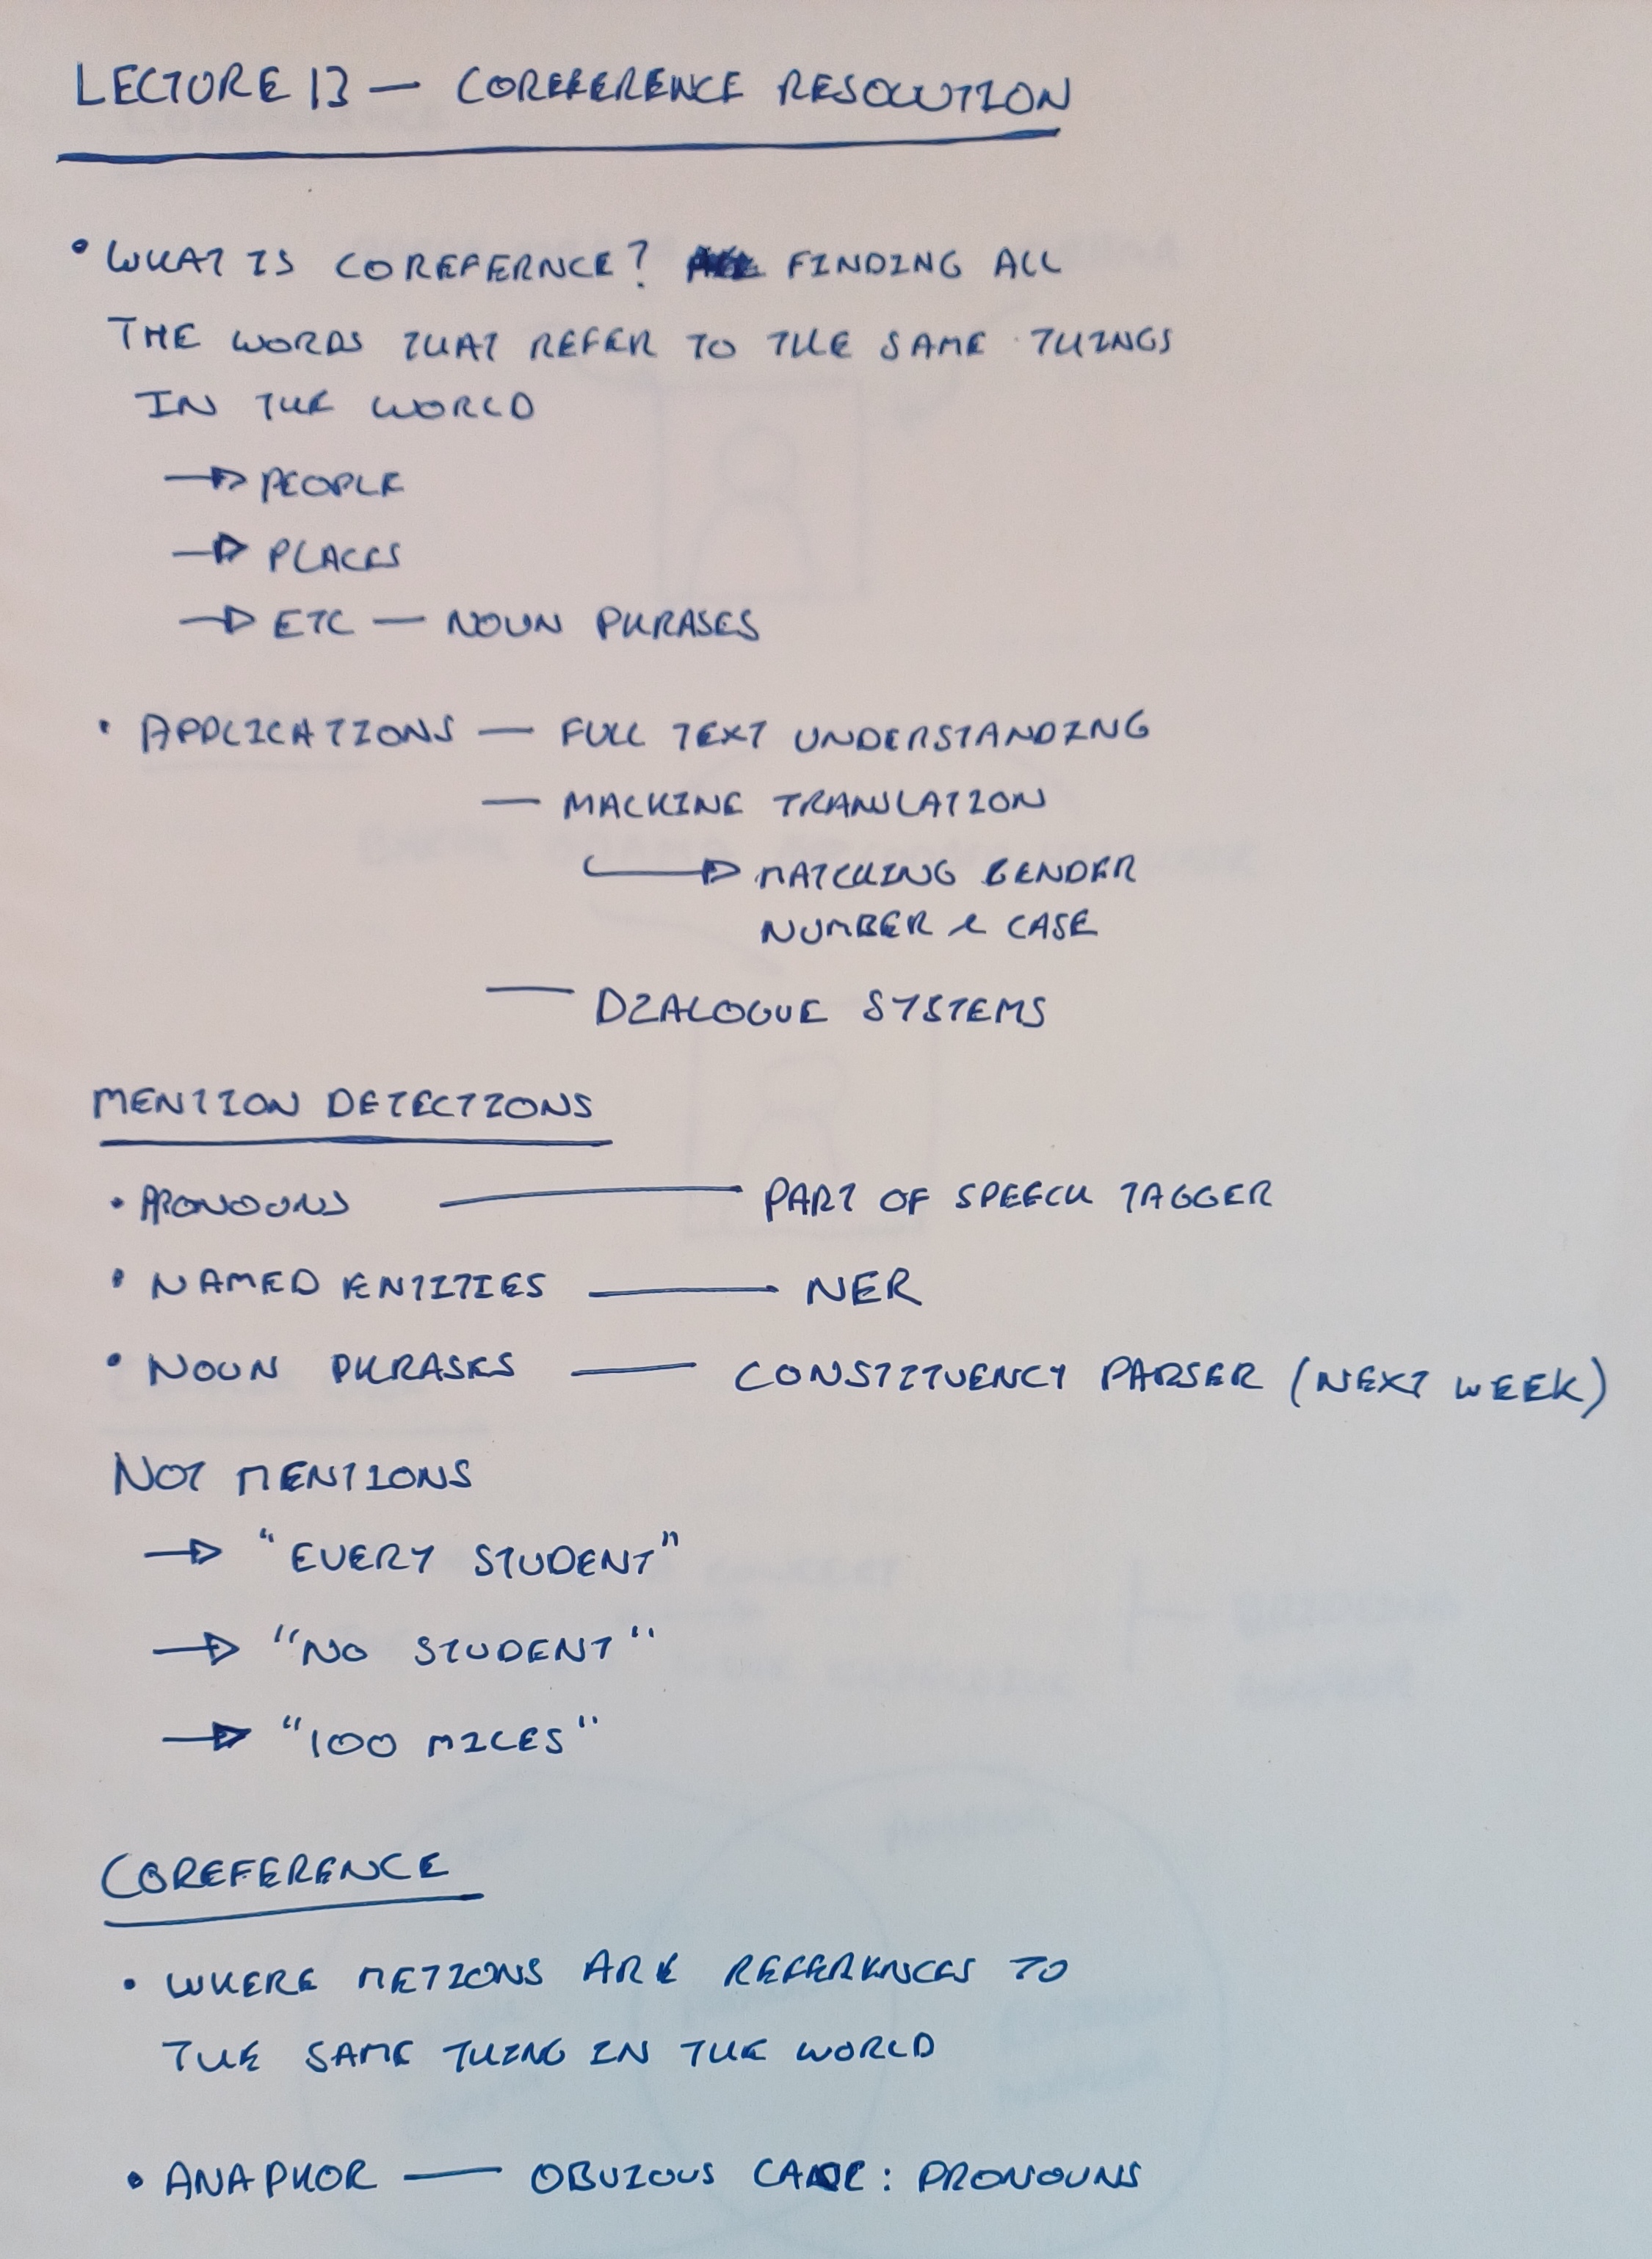 LECTURE 13 — COREFERENCE RESOLUTION
• WHAT IS COREFERNCE? FINDING ALL
THE WORDS THAT REFER TO THE SAME THINGS
IN THE WORLD
→ PEOPLE
→ PLACES
→ ETC — NOUN PHRASES
• APPLICATIONS — FULL TEXT UNDERSTANDING
— MACHINE TRANSLATION
→ MATCHING GENDER
NUMBER & CASE
— DIALOGUE SYSTEMS
MENTION DETECTIONS
• PRONOUNS — PART OF SPEECH TAGGER
• NAMED ENTITIES — NER
• NOUN PHRASES — CONSTITUENCY PARSER (NEXT WEEK)
NOT MENTIONS
→ "EVERY STUDENT"
→ "NO STUDENT"
→ "100 MILES"
COREFERENCE
• WHERE METIONS ARE REFERENCES TO
THE SAME THING IN THE WORLD
• ANAPHOR — OBVIOUS CASE: PRONOUNS